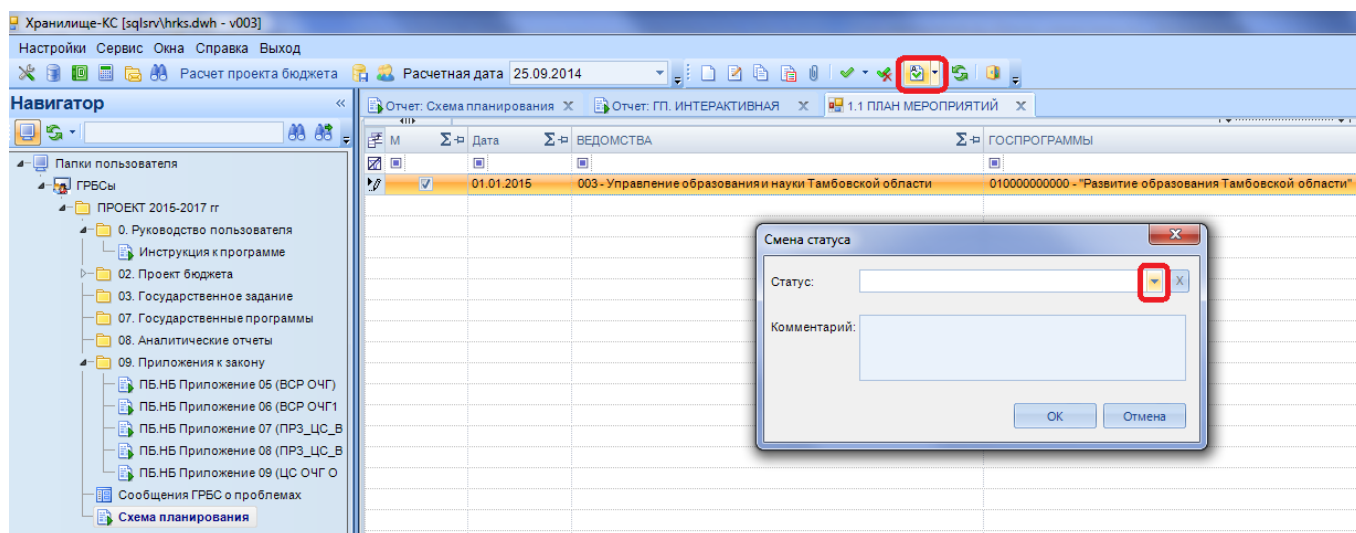 Хранилище-КС [sqlsrv\hrks.dwh - v003]
Настройки Сервис Окна Справка Выход
Расчет проекта бюджета Расчетная дата 25.09.2014
Навигатор «
Отчет: Схема планирования X Отчет: ГП. ИНТЕРАКТИВНАЯ X 1.1 ПЛАН МЕРОПРИЯТИЙ X
М Σ Дата Σ ВЕДОМСТВА Σ ГОСПРОГРАММЫ
01.01.2015 003 - Управление образования и науки Тамбовской области 010000000000 - "Развитие образования Тамбовской области"
Папки пользователя
ГРБСы
ПРОЕКТ 2015-2017 гг
0. Руководство пользователя
Инструкция к программе
02. Проект бюджета
03. Государственное задание
07. Государственные программы
08. Аналитические отчеты
09. Приложения к закону
ПБ.НБ Приложение 05 (ВСР ОЧГ)
ПБ.НБ Приложение 06 (ВСР ОЧГ1
ПБ.НБ Приложение 07 (ПРЗ_ЦС_В
ПБ.НБ Приложение 08 (ПРЗ_ЦС_В
ПБ.НБ Приложение 09 (ЦС ОЧГ О
Сообщения ГРБС о проблемах
Схема планирования
Смена статуса
Статус: X
Комментарий:
ОК Отмена